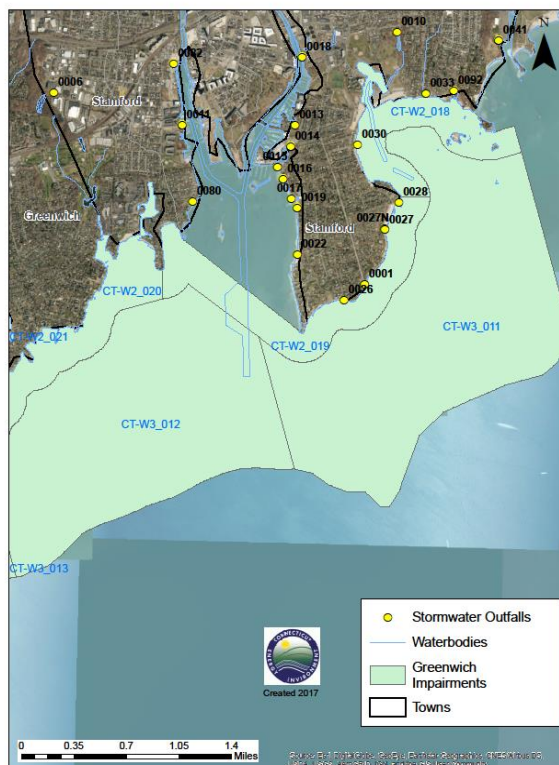 0010
0041
N
0018
0002
0006
0033
0092
Stamford
CT-W2_018
0013
0011
0014
0030
0015
0016
0017
0080
0019
0028
Greenwich
0027N
0027
Stamford
0022
0001
CT-W2_020
0026
CT-W2_021
CT-W3_011
CT-W2_019
CT-W3_012
CT-W3_013
CONNECTICUT
ENERGY
ENVIRONMENT
Created 2017
Stormwater Outfalls
Waterbodies
Greenwich
Impairments
Towns
0 0.35 0.7 1.05 1.4
Miles